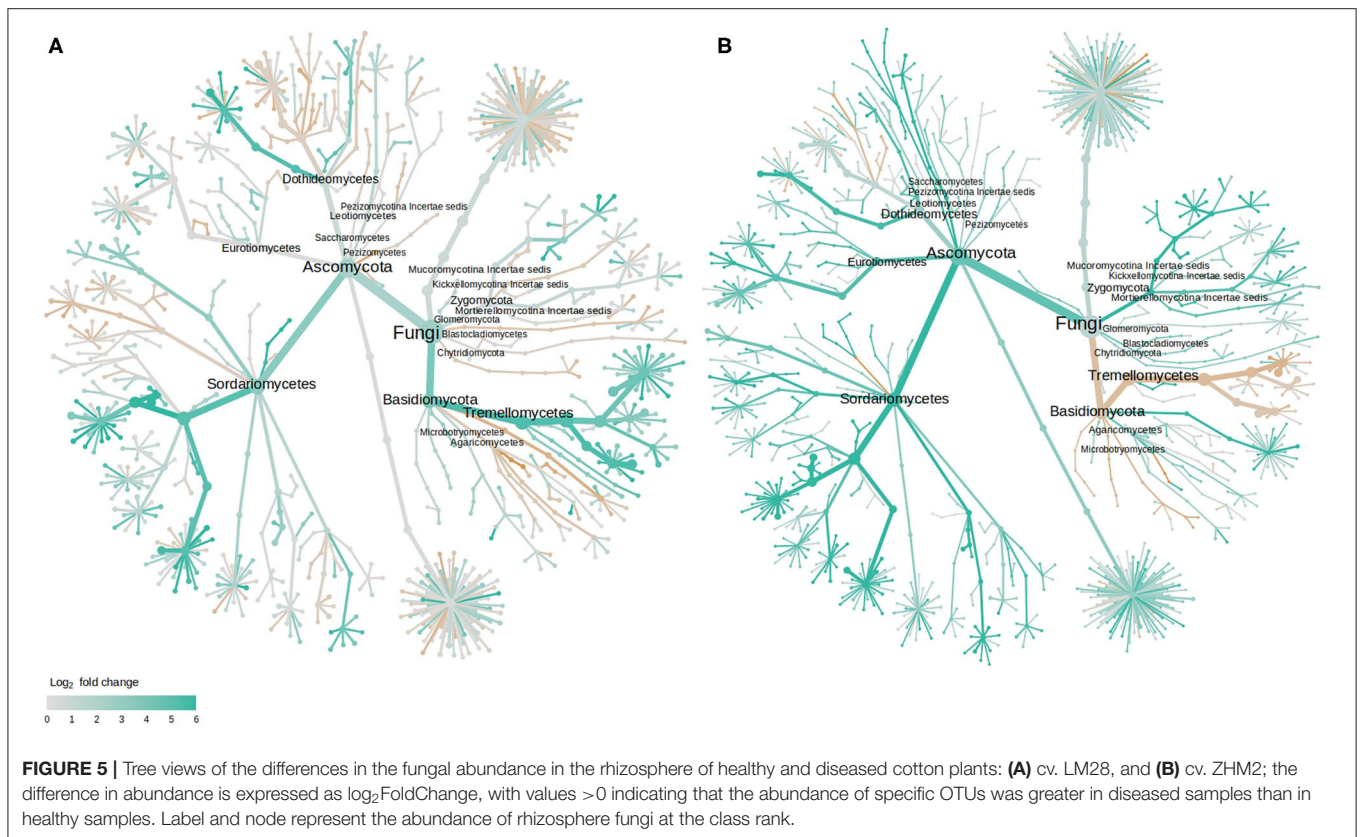 A
Dothideomycetes
Pezizomycotina Incertae sedis
Leotiomycetes
Saccharomycetes
Eurotiomycetes
Pezizomycetes
Ascomycota
Mucoromycotina Incertae sedis
Kickxellomycotina Incertae sedis
Zygomycota
Mortierellomycotina Incertae sedis
Glomeromycota
Fungi
Blastocladiomycetes
Chytridiomycota
Sordariomycetes
Basidiomycota
Tremellomycetes
Microbotryomycetes
Agaricomycetes
Log2 fold change
0 1 2 3 4 5 6
B
Saccharomycetes
Pezizomycotina Incertae sedis
Leotiomycetes
Dothideomycetes
Pezizomycetes
Ascomycota
Eurotiomycetes
Mucoromycotina Incertae sedis
Kickxellomycotina Incertae sedis
Zygomycota
Mortierellomycotina Incertae sedis
Fungi
Glomeromycota
Blastocladiomycetes
Chytridiomycota
Tremellomycetes
Sordariomycetes
Basidiomycota
Agaricomycetes
Microbotryomycetes
FIGURE 5 | Tree views of the differences in the fungal abundance in the rhizosphere of healthy and diseased cotton plants: (A) cv. LM28, and (B) cv. ZHM2; the
difference in abundance is expressed as log2FoldChange, with values >0 indicating that the abundance of specific OTUs was greater in diseased samples than in
healthy samples. Label and node represent the abundance of rhizosphere fungi at the class rank.